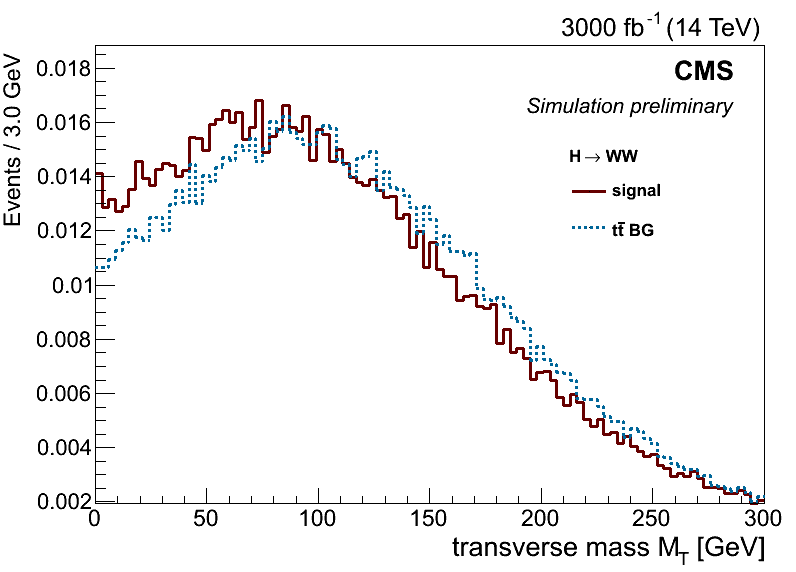 3000 fb⁻¹ (14 TeV)
CMS
Simulation preliminary
H → WW
signal
tt̄ BG
Events / 3.0 GeV
0.018
0.016
0.014
0.012
0.01
0.008
0.006
0.004
0.002
0 50 100 150 200 250 300
transverse mass M_T [GeV]